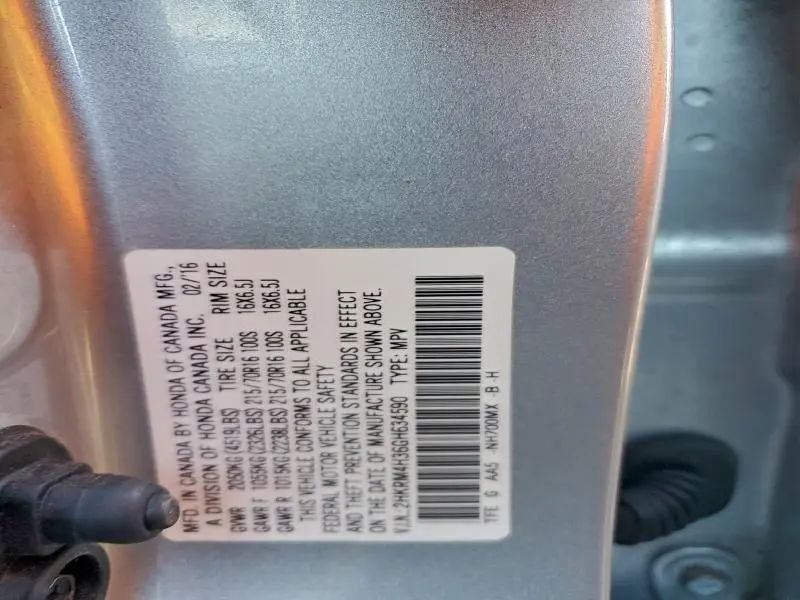 MFD. IN CANADA BY HONDA OF CANADA MFG.,
A DIVISION OF HONDA CANADA INC. 02/'16
GVWR 2050KG(4519LBS) TIRE SIZE RIM SIZE
GAWR F 1055KG(2326LBS) 215/70R16 100S 16X6.5J
GAWR R 1015KG(2238LBS) 215/70R16 100S 16X6.5J
THIS VEHICLE CONFORMS TO ALL APPLICABLE
FEDERAL MOTOR VEHICLE SAFETY
AND THEFT PREVENTION STANDARDS IN EFFECT
ON THE DATE OF MANUFACTURE SHOWN ABOVE.
V.I.N.:2HKRM4H36GH634590 TYPE: MPV
TFE G AA5 -NH700MX -B -H